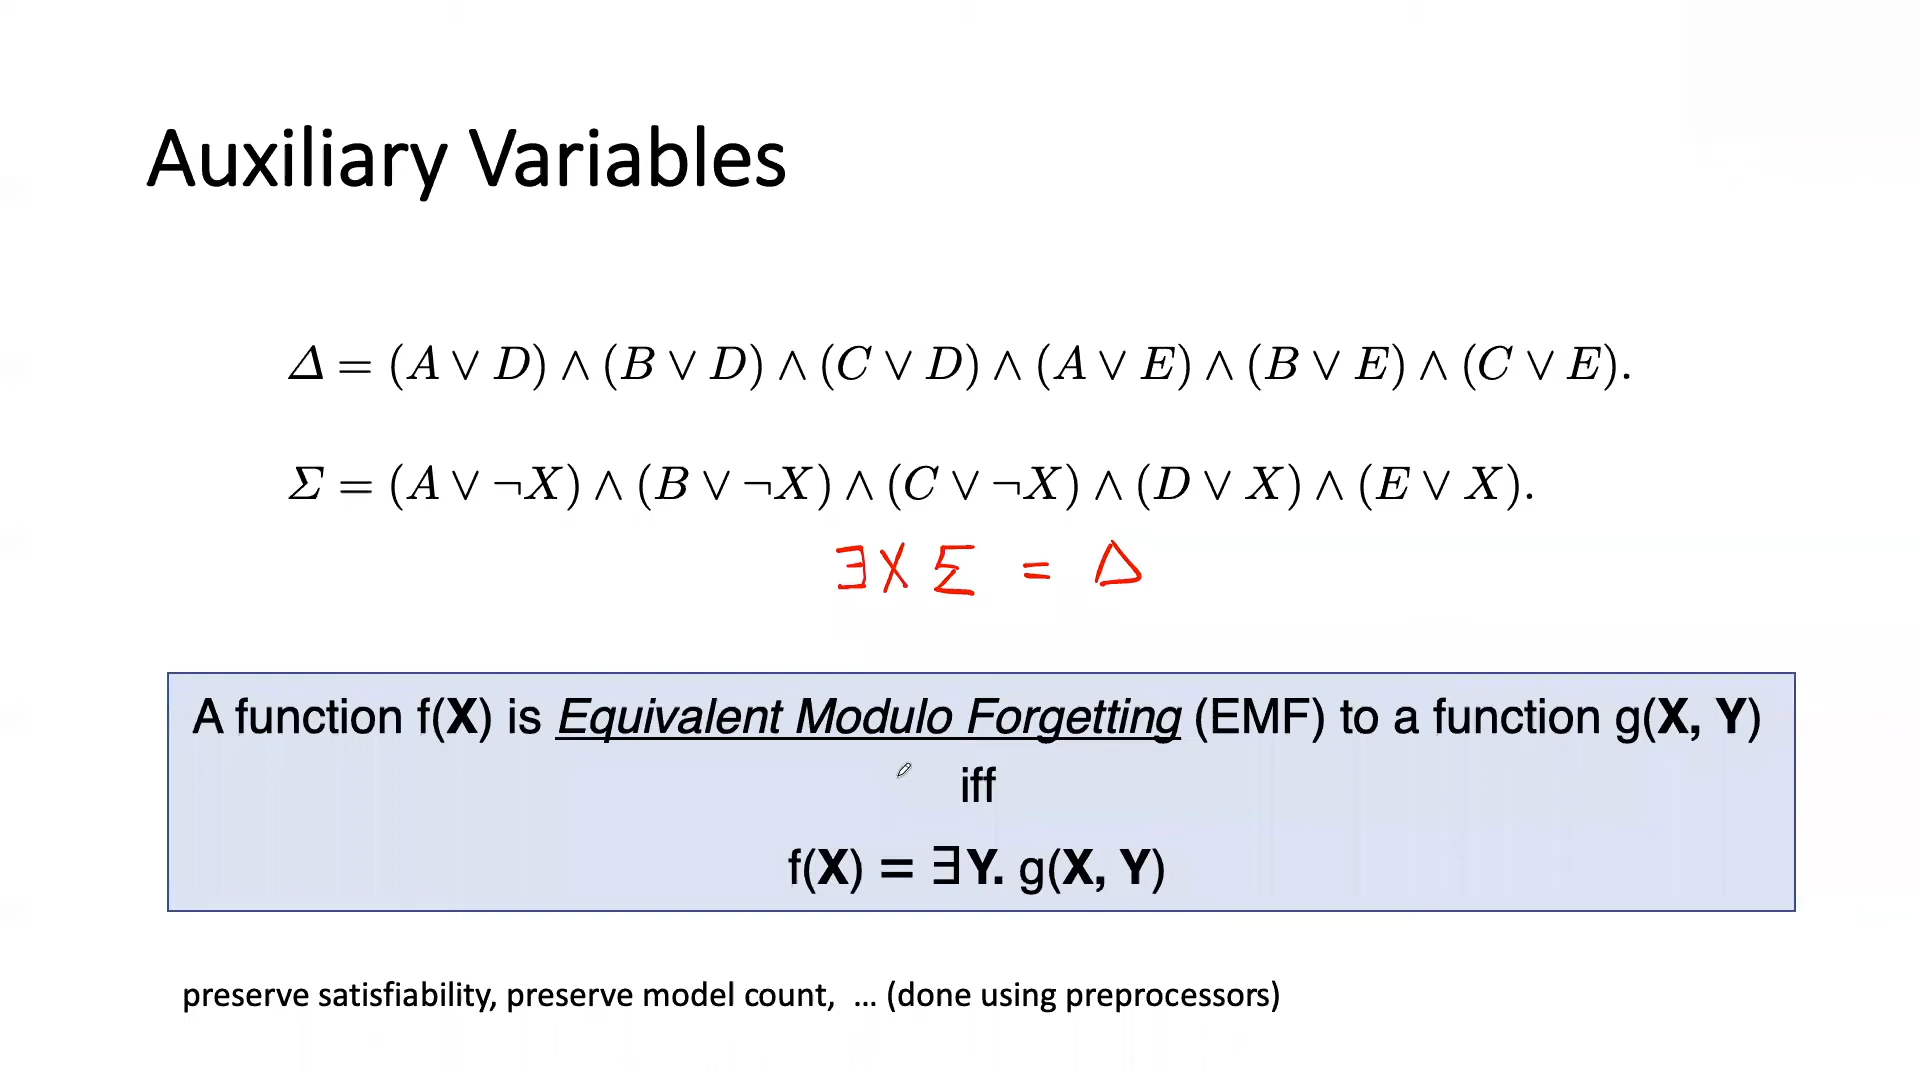 Auxiliary Variables
Δ = (A ∨ D) ∧ (B ∨ D) ∧ (C ∨ D) ∧ (A ∨ E) ∧ (B ∨ E) ∧ (C ∨ E).
Σ = (A ∨ ¬X) ∧ (B ∨ ¬X) ∧ (C ∨ ¬X) ∧ (D ∨ X) ∧ (E ∨ X).
∃X Σ = Δ
A function f(X) is Equivalent Modulo Forgetting (EMF) to a function g(X, Y)
iff
f(X) = ∃Y. g(X, Y)
preserve satisfiability, preserve model count, ... (done using preprocessors)